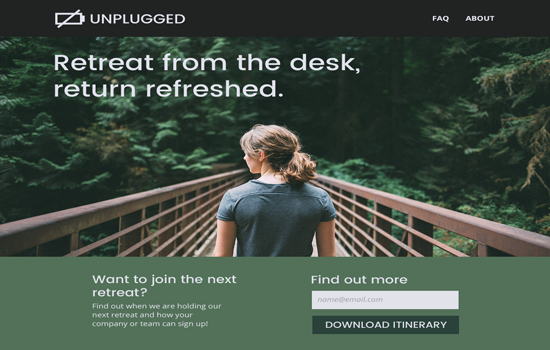 UNPLUGGED
FAQ ABOUT
Retreat from the desk,
return refreshed.
Want to join the next
retreat?
Find out when we are holding our
next retreat and how your
company or team can sign up!
Find out more
name@email.com
DOWNLOAD ITINERARY